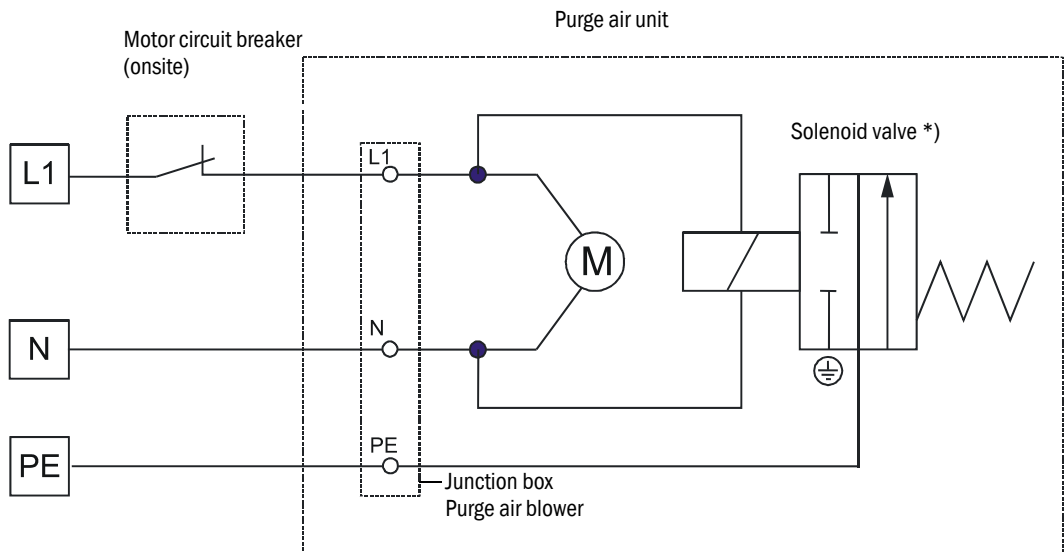 Purge air unit
Motor circuit breaker
(onsite)
Solenoid valve *)
L1
L1
M
N
N
PE
PE
Junction box
Purge air blower